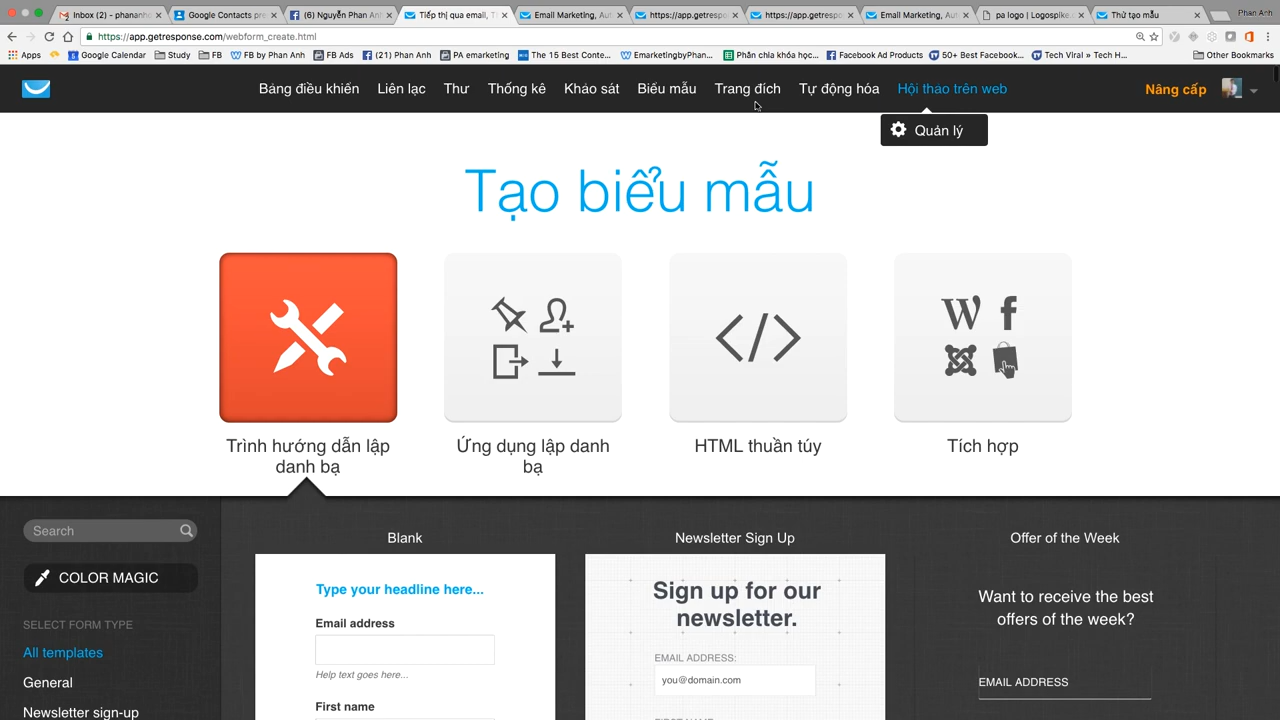 Inbox (2) - phananh
Google Contacts pre
(6) Nguyễn Phan Anh
Tiếp thị qua email, T
Email Marketing, Aut
https://app.getrespo
https://app.getrespo
Email Marketing, Aut
pa logo | Logospike.c
Thử tạo mẫu
Phan Anh
https://app.getresponse.com/webform_create.html
Apps
Google Calendar
Study
FB
FB by Phan Anh
FB Ads
(21) Phan Anh
PA emarketing
The 15 Best Conte...
EmarketingbyPhan...
Phần chìa khóa học...
Facebook Ad Products
50+ Best Facebook...
Tech Viral » Tech H...
Other Bookmarks
Bảng điều khiển
Liên lạc
Thư
Thống kê
Khảo sát
Biểu mẫu
Trang đích
Tự động hóa
Hội thảo trên web
Nâng cấp
Quản lý
Tạo biểu mẫu
Trình hướng dẫn lập
danh bạ
Ứng dụng lập danh
bạ
HTML thuần túy
Tích hợp
Search
COLOR MAGIC
SELECT FORM TYPE
All templates
General
Newsletter sign-up
Blank
Type your headline here...
Email address
Help text goes here...
First name
Newsletter Sign Up
Sign up for our
newsletter.
EMAIL ADDRESS:
you@domain.com
Offer of the Week
Want to receive the best
offers of the week?
EMAIL ADDRESS